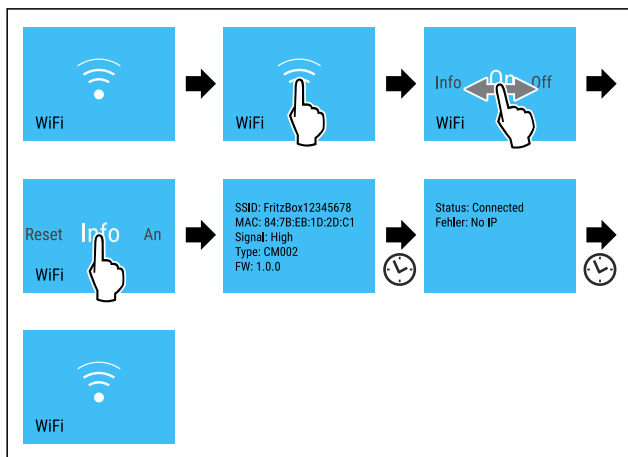 WiFi
WiFi
Info On Off
WiFi
Reset Info An
WiFi
SSID: FritzBox12345678
MAC: 84:7B:EB:1D:2D:C1
Signal: High
Type: CM002
FW: 1.0.0
Status: Connected
Fehler: No IP
WiFi